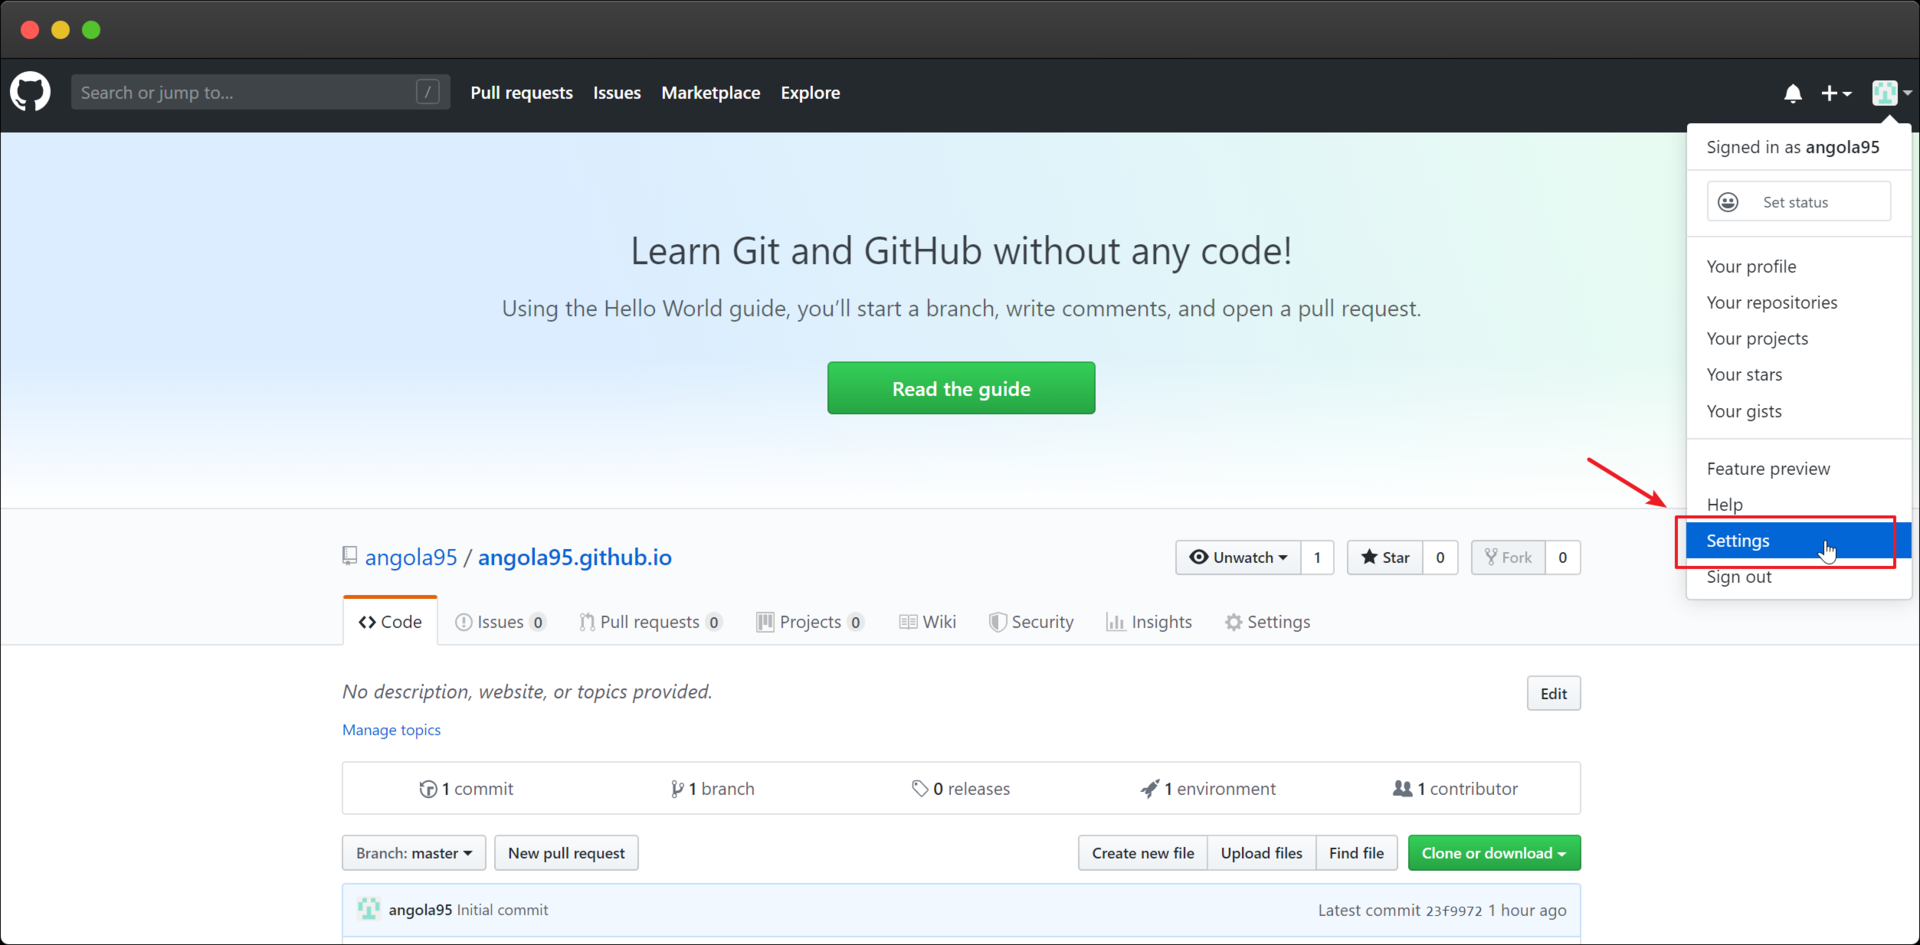 Search or jump to... /
Pull requests Issues Marketplace Explore
Signed in as angola95
Set status
Your profile
Your repositories
Your projects
Your stars
Your gists
Feature preview
Help
Settings
Sign out
Learn Git and GitHub without any code!
Using the Hello World guide, you’ll start a branch, write comments, and open a pull request.
Read the guide
angola95 / angola95.github.io
Unwatch 1 Star 0 Fork 0
Code Issues 0 Pull requests 0 Projects 0 Wiki Security Insights Settings
No description, website, or topics provided.
Edit
Manage topics
1 commit 1 branch 0 releases 1 environment 1 contributor
Branch: master New pull request Create new file Upload files Find file Clone or download
angola95 Initial commit Latest commit 23f9972 1 hour ago